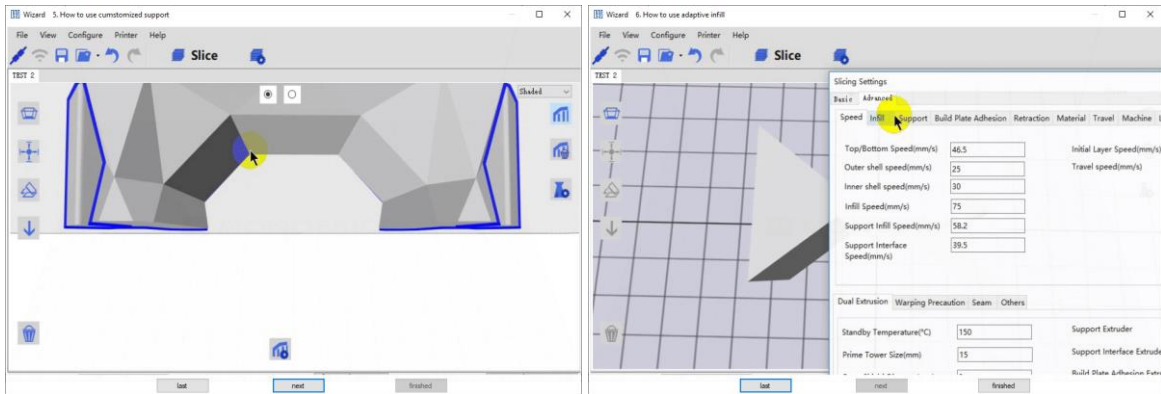 Wizard 5. How to use cumstomized support
File View Configure Printer Help
Slice
TEST 2
Shaded
last next finished
Wizard 6. How to use adaptive infill
File View Configure Printer Help
Slice
TEST 2
Slicing Settings
Basic Advanced
Speed Infill Support Build Plate Adhesion Retraction Material Travel Machine L
Top/Bottom Speed(mm/s) 46.5 Initial Layer Speed(mm/s)
Outer shell speed(mm/s) 25 Travel speed(mm/s)
Inner shell speed(mm/s) 30
Infill Speed(mm/s) 75
Support Infill Speed(mm/s) 58.2
Support Interface 39.5
Speed(mm/s)
Dual Extrusion Warping Precaution Seam Others
Standby Temperature(°C) 150 Support Extruder
Prime Tower Size(mm) 15 Support Interface Extrude
Build Plate Adhesion Extru
last next finished